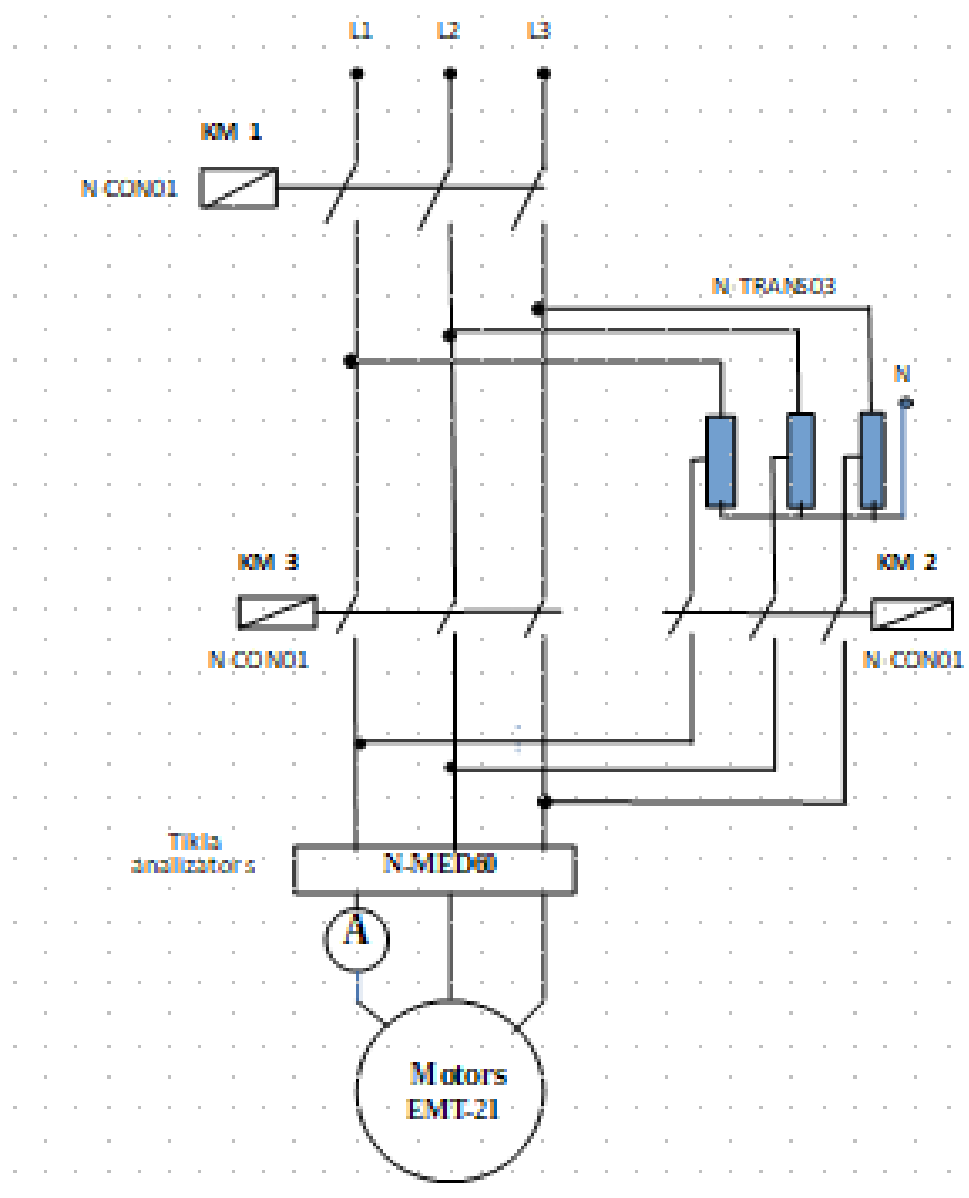 L1 L2 L3
KM 1
N-CON01
N-TRANS03
N
KM 3
KM 2
N-CON01
N-CON01
Tīkla
analizators
N-MED60
A
Motors
EMT-21